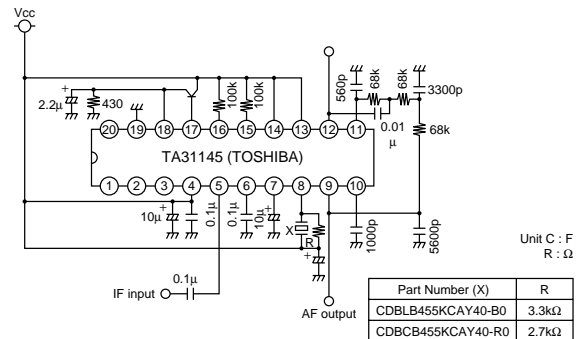 Vcc
2.2μ
430
100k
100k
560p
68k
68k
3300p
0.01
μ
68k
20 19 18 17 16 15 14 13 12 11
TA31145 (TOSHIBA)
1 2 3 4 5 6 7 8 9 10
10μ
0.1μ
0.1μ
10μ
X
R
1000p
5600p
0.1μ
IF input
AF output
Unit C : F
R : Ω
Part Number (X) R
CDBLB455KCAY40-B0 3.3kΩ
CDBCB455KCAY40-R0 2.7kΩ